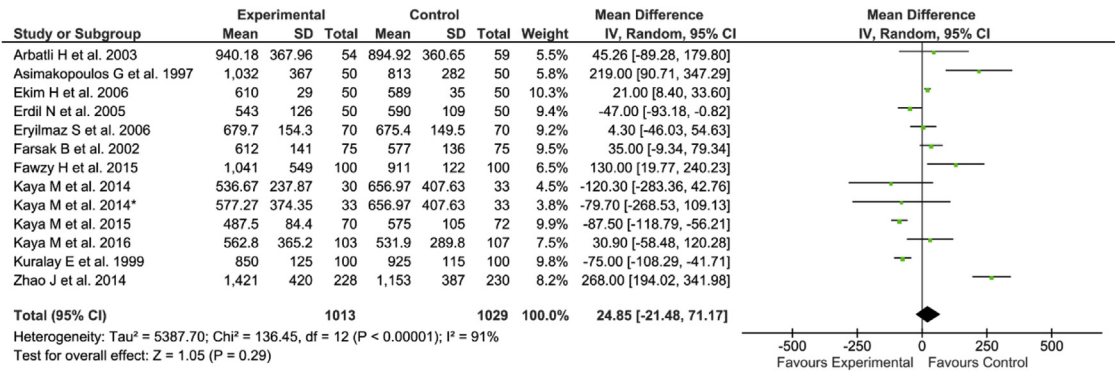 Experimental Control Mean Difference Mean Difference
Study or Subgroup Mean SD Total Mean SD Total Weight IV, Random, 95% CI IV, Random, 95% CI
Arbatli H et al. 2003 940.18 367.96 54 894.92 360.65 59 5.5% 45.26 [-89.28, 179.80]
Asimakopoulos G et al. 1997 1,032 367 50 813 282 50 5.8% 219.00 [90.71, 347.29]
Ekim H et al. 2006 610 29 50 589 35 50 10.3% 21.00 [8.40, 33.60]
Erdil N et al. 2005 543 126 50 590 109 50 9.4% -47.00 [-93.18, -0.82]
Eryilmaz S et al. 2006 679.7 154.3 70 675.4 149.5 70 9.2% 4.30 [-46.03, 54.63]
Farsak B et al. 2002 612 141 75 577 136 75 9.5% 35.00 [-9.34, 79.34]
Fawzy H et al. 2015 1,041 549 100 911 122 100 6.5% 130.00 [19.77, 240.23]
Kaya M et al. 2014 536.67 237.87 30 656.97 407.63 33 4.5% -120.30 [-283.36, 42.76]
Kaya M et al. 2014* 577.27 374.35 33 656.97 407.63 33 3.8% -79.70 [-268.53, 109.13]
Kaya M et al. 2015 487.5 84.4 70 575 105 72 9.9% -87.50 [-118.79, -56.21]
Kaya M et al. 2016 562.8 365.2 103 531.9 289.8 107 7.5% 30.90 [-58.48, 120.28]
Kuralay E et al. 1999 850 125 100 925 115 100 9.8% -75.00 [-108.29, -41.71]
Zhao J et al. 2014 1,421 420 228 1,153 387 230 8.2% 268.00 [194.02, 341.98]
Total (95% CI) 1013 1029 100.0% 24.85 [-21.48, 71.17]
Heterogeneity: Tau² = 5387.70; Chi² = 136.45, df = 12 (P < 0.00001); I² = 91%
Test for overall effect: Z = 1.05 (P = 0.29)
-500 -250 0 250 500
Favours Experimental Favours Control